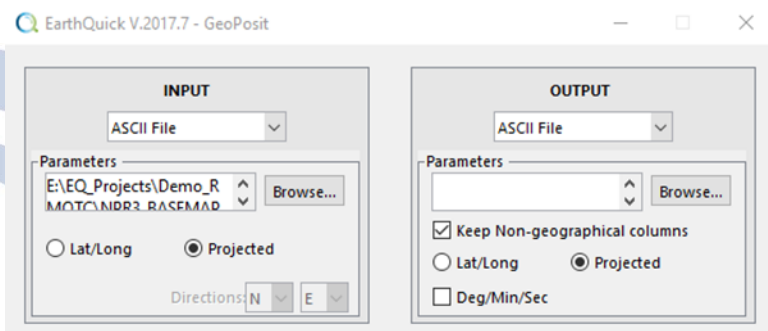 EarthQuick V.2017.7 - GeoPosit
INPUT
ASCII File
Parameters
E:\EQ_Projects\Demo_R
MOTC\NPR3_BASEMAP
Browse...
Lat/Long
Projected
Directions: N E
OUTPUT
ASCII File
Parameters
Browse...
Keep Non-geographical columns
Lat/Long
Projected
Deg/Min/Sec